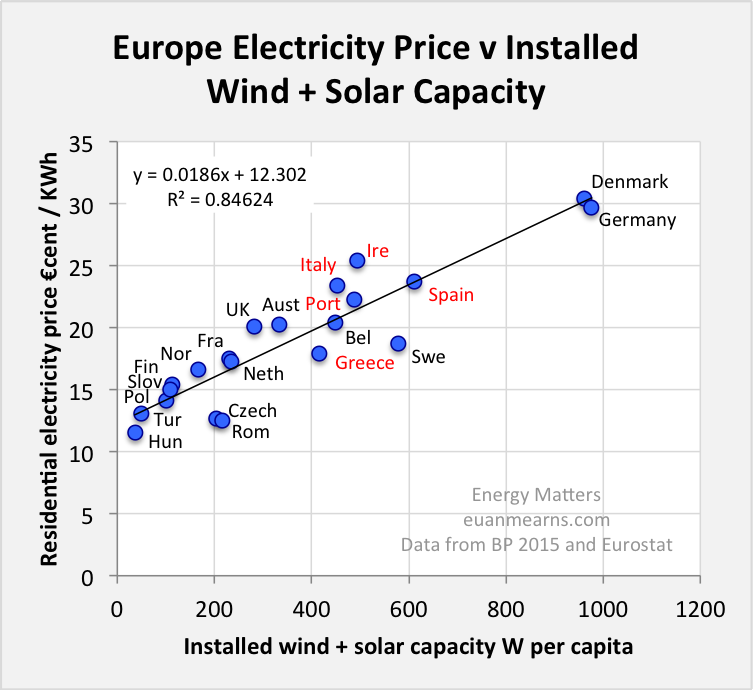 Europe Electricity Price v Installed
Wind + Solar Capacity
Residential electricity price €cent / KWh
35
30
25
20
15
10
5
0
y = 0.0186x + 12.302
R² = 0.84624
Denmark
Germany
Ire
Italy
Spain
Port
Aust
UK
Bel
Swe
Greece
Fra
Nor
Neth
Fin
Slov
Pol
Tur
Hun
Czech
Rom
Energy Matters
euanmearns.com
Data from BP 2015 and Eurostat
0 200 400 600 800 1000 1200
Installed wind + solar capacity W per capita